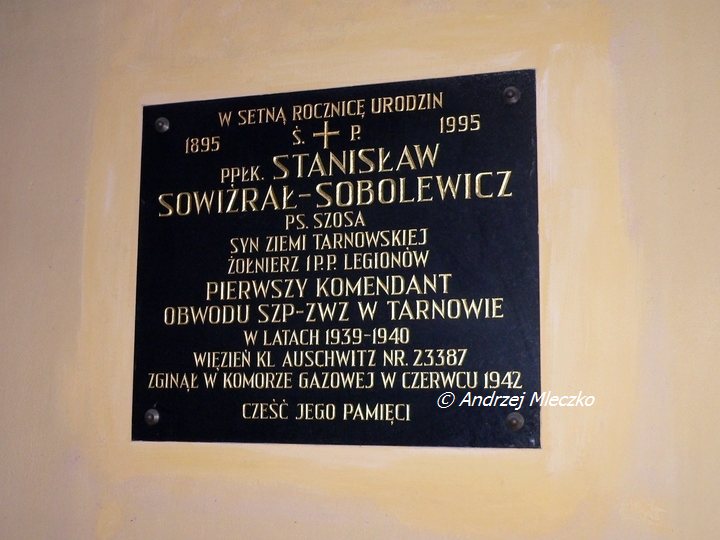 W SETNĄ ROCZNICĘ URODZIN
1895 Ś. P. 1995
PPŁK. STANISŁAW
SOWIŹRAŁ-SOBOLEWICZ
PS. SZOSA
SYN ZIEMI TARNOWSKIEJ
ŻOŁNIERZ 1 P.P. LEGIONÓW
PIERWSZY KOMENDANT
OBWODU SZP-ZWZ W TARNOWIE
W LATACH 1939-1940
WIĘZIEŃ KL AUSCHWITZ NR. 23387
ZGINĄŁ W KOMORZE GAZOWEJ W CZERWCU 1942
CZEŚĆ JEGO PAMIĘCI
© Andrzej Mleczko